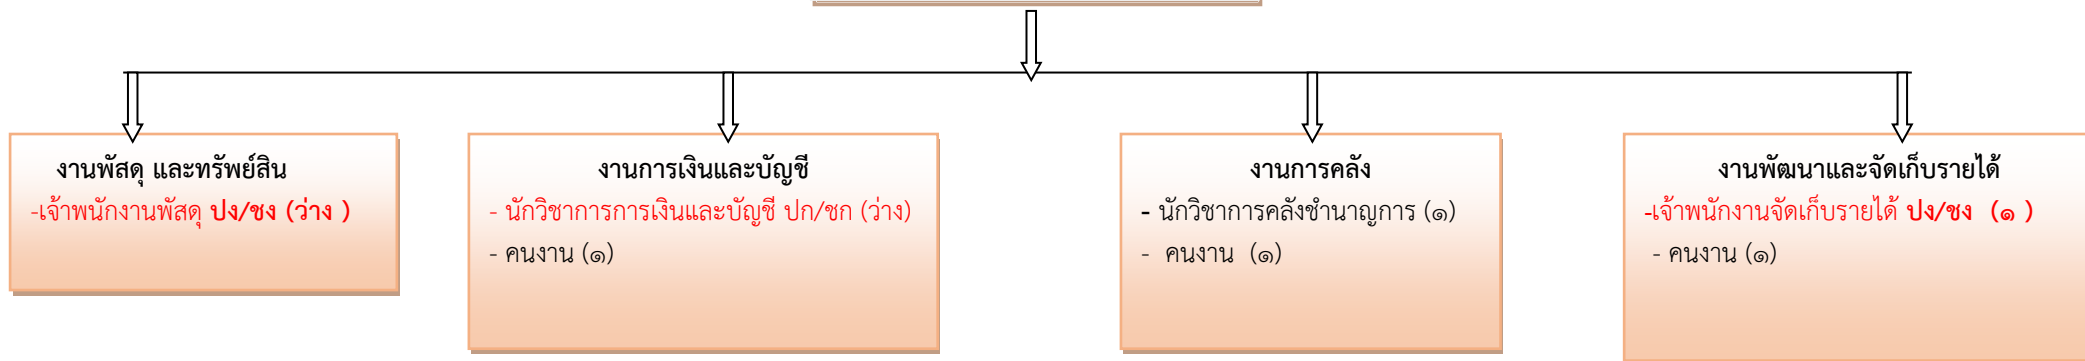 งานพัสดุ และทรัพย์สิน
-เจ้าพนักงานพัสดุ ปง/ชง (ว่าง )
งานการเงินและบัญชี
- นักวิชาการการเงินและบัญชี ปก/ชก (ว่าง)
- คนงาน (๑)
งานการคลัง
- นักวิชาการคลังชำนาญการ (๑)
- คนงาน (๑)
งานพัฒนาและจัดเก็บรายได้
-เจ้าพนักงานจัดเก็บรายได้ ปง/ชง (๑ )
- คนงาน (๑)